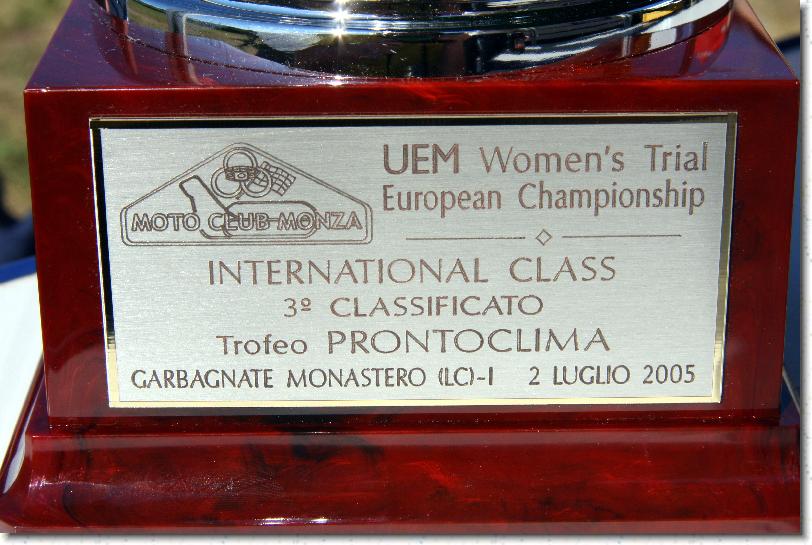 MOTO CLUB MONZA
UEM Women's Trial
European Championship
INTERNATIONAL CLASS
3º CLASSIFICATO
Trofeo PRONTOCLIMA
GARBAGNATE MONASTERO (LC)-I 2 LUGLIO 2005